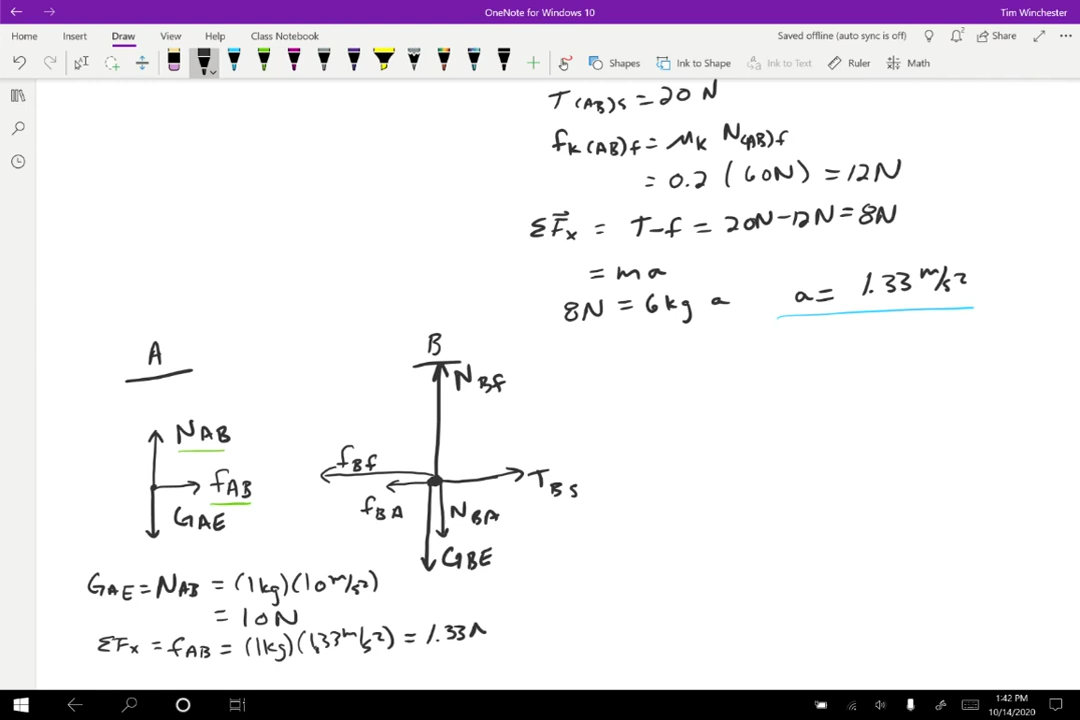 OneNote for Windows 10
Tim Winchester
Home Insert Draw View Help Class Notebook
Saved offline (auto sync is off) Share
Shapes Ink to Shape Ink to Text Ruler Math
T(AB)s = 20 N
fk(AB)f = μk N(AB)f
= 0.2 (60N) = 12N
ΣF⃗x = T-f = 20N-12N = 8N
= ma
8N = 6kg a a = 1.33 m/s²
A
B
NBf
NAB
fBf
fAB
TBS
fBA
NBA
GAE
GBE
GAE = NAB = (1kg)(10m/s²)
= 10N
ΣFx = fAB = (1kg)(1.33m/s²) = 1.33N
1:42 PM
10/14/2020